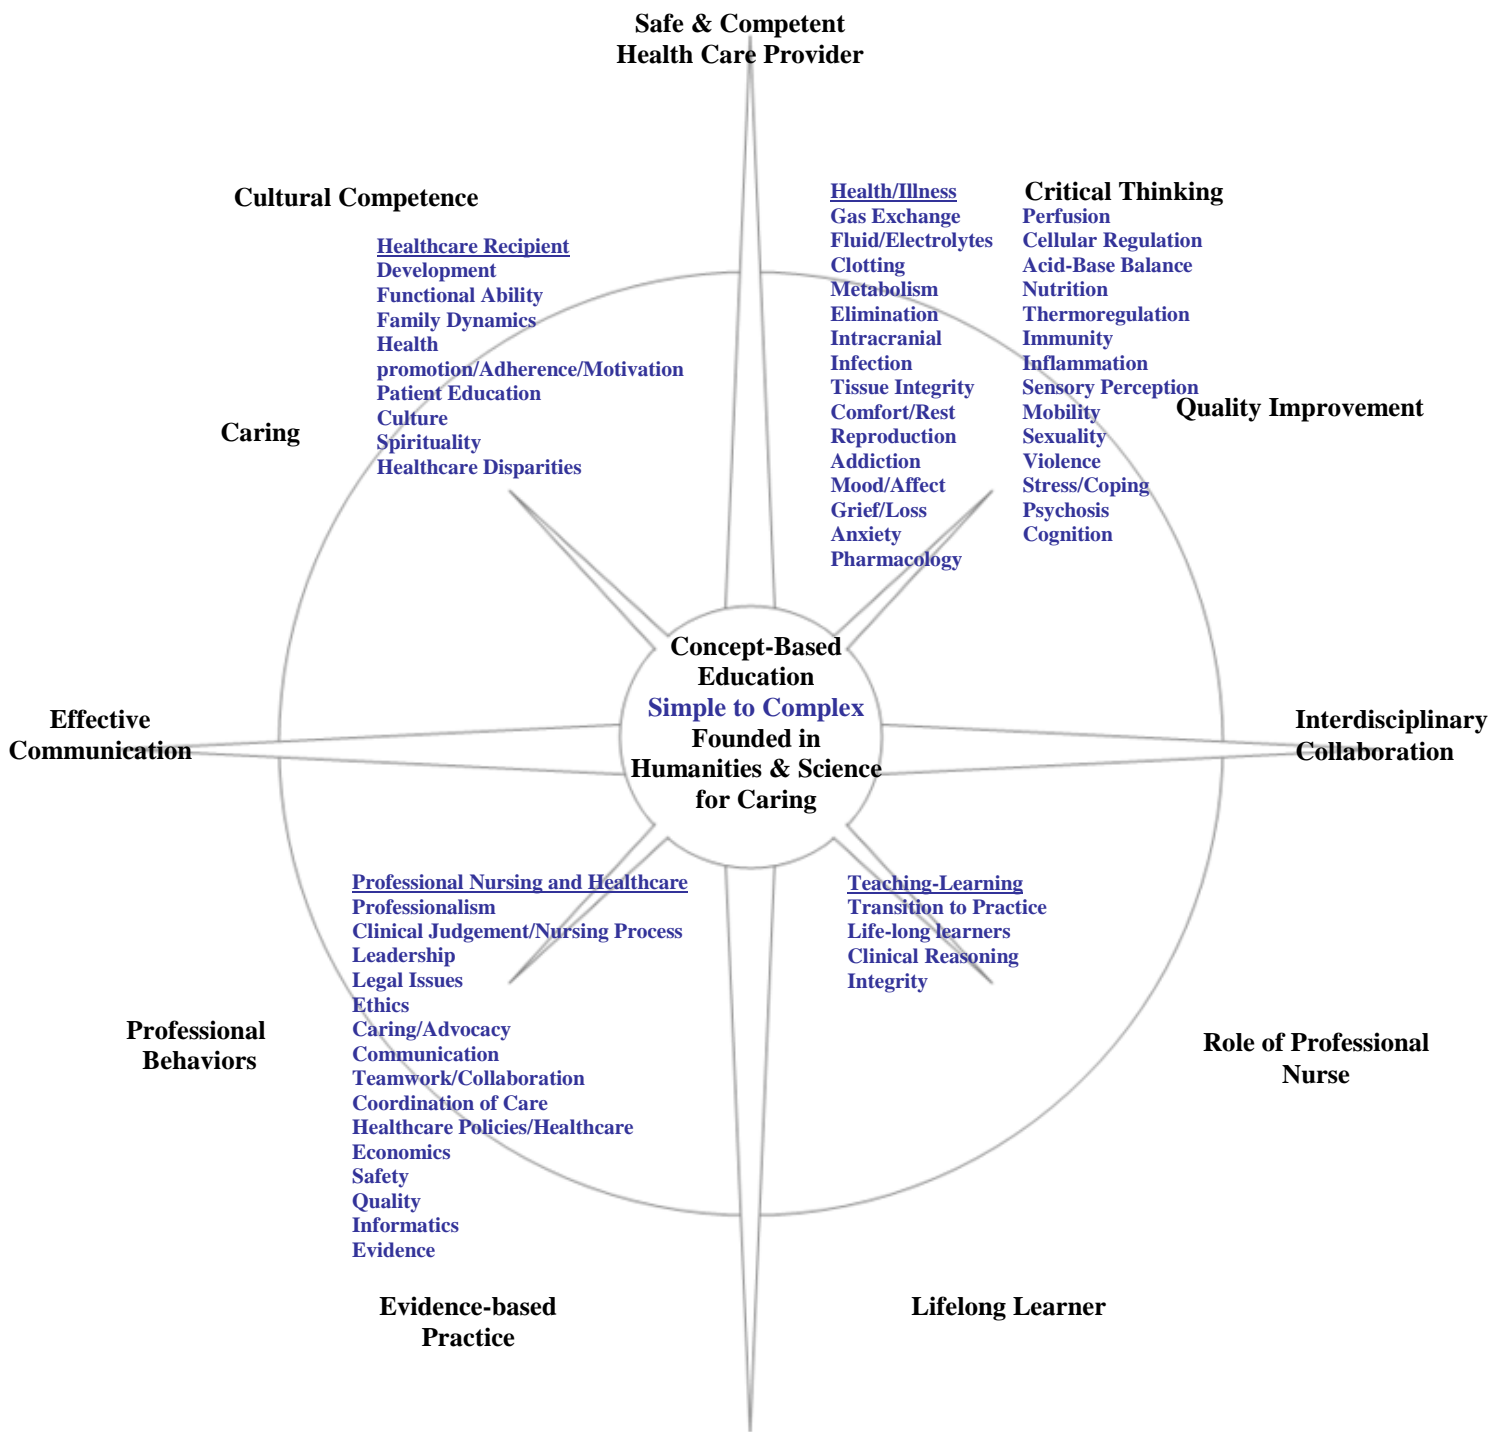 Safe & Competent
Health Care Provider
Cultural Competence
Healthcare Recipient
Development
Functional Ability
Family Dynamics
Health
promotion/Adherence/Motivation
Patient Education
Culture
Spirituality
Healthcare Disparities
Caring
Health/Illness
Gas Exchange
Fluid/Electrolytes
Clotting
Metabolism
Elimination
Intracranial
Infection
Tissue Integrity
Comfort/Rest
Reproduction
Addiction
Mood/Affect
Grief/Loss
Anxiety
Pharmacology
Critical Thinking
Perfusion
Cellular Regulation
Acid-Base Balance
Nutrition
Thermoregulation
Immunity
Inflammation
Sensory Perception
Mobility
Sexuality
Violence
Stress/Coping
Psychosis
Cognition
Quality Improvement
Effective
Communication
Concept-Based
Education
Simple to Complex
Founded in
Humanities & Science
for Caring
Interdisciplinary
Collaboration
Professional Nursing and Healthcare
Professionalism
Clinical Judgement/Nursing Process
Leadership
Legal Issues
Ethics
Caring/Advocacy
Communication
Teamwork/Collaboration
Coordination of Care
Healthcare Policies/Healthcare
Economics
Safety
Quality
Informatics
Evidence
Teaching-Learning
Transition to Practice
Life-long learners
Clinical Reasoning
Integrity
Professional
Behaviors
Role of Professional
Nurse
Evidence-based
Practice
Lifelong Learner